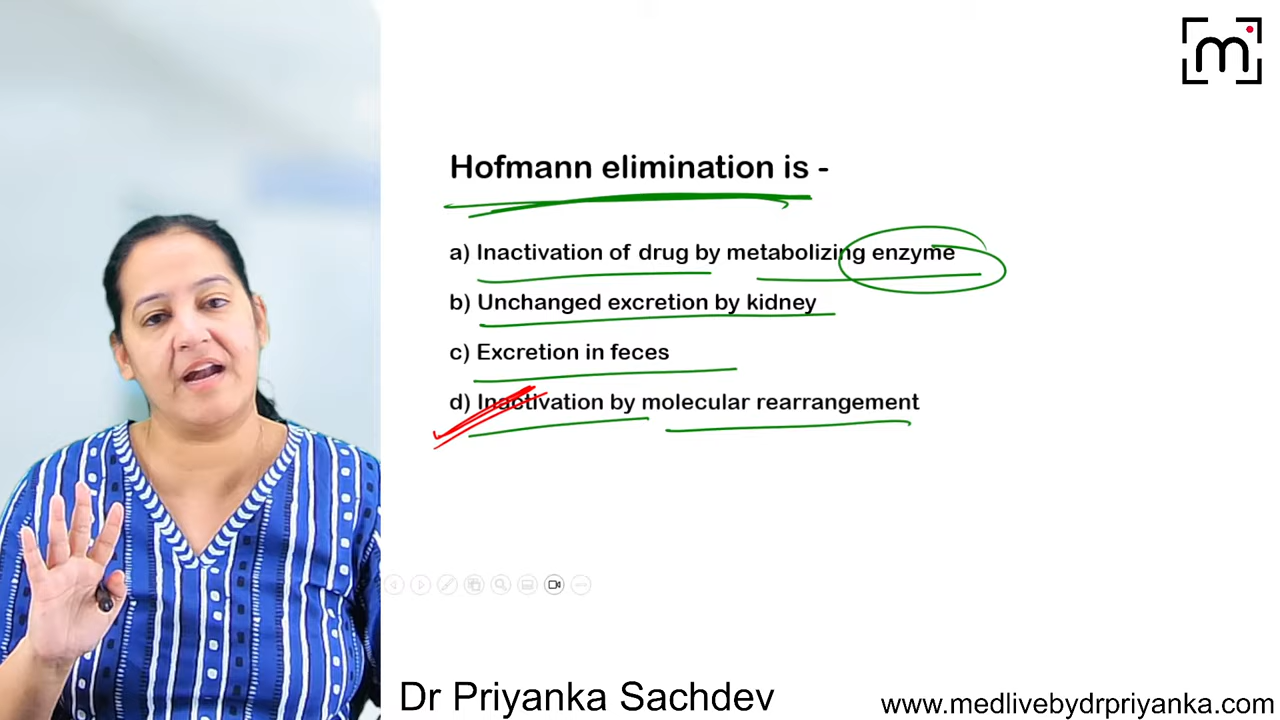 m
Hofmann elimination is -
a) Inactivation of drug by metabolizing enzyme
b) Unchanged excretion by kidney
c) Excretion in feces
d) Inactivation by molecular rearrangement
Dr Priyanka Sachdev
www.medlivebydrpriyanka.com